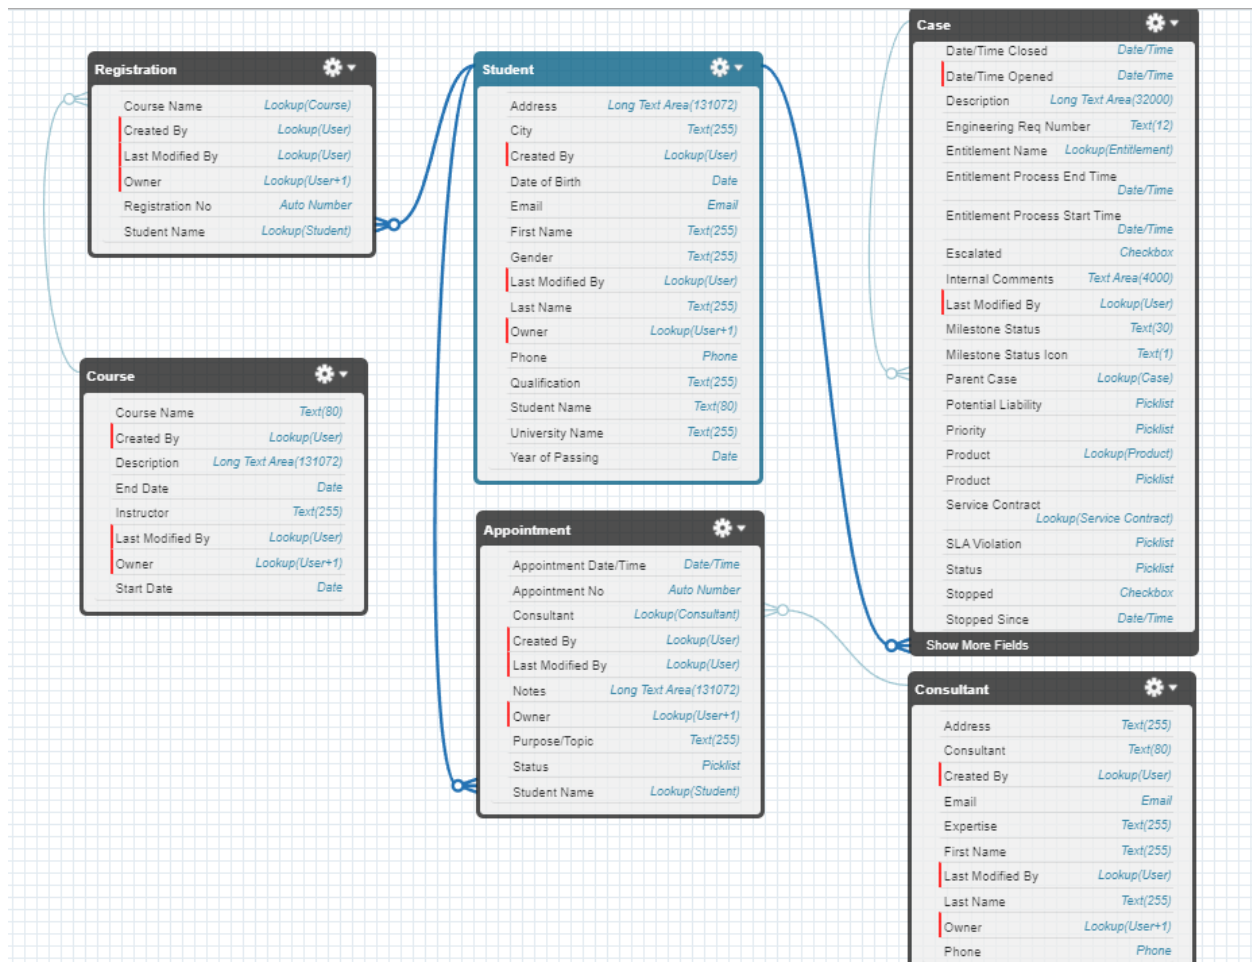 Registration
Course Name Lookup(Course)
Created By Lookup(User)
Last Modified By Lookup(User)
Owner Lookup(User+1)
Registration No Auto Number
Student Name Lookup(Student)
Course
Course Name Text(80)
Created By Lookup(User)
Description Long Text Area(131072)
End Date Date
Instructor Text(255)
Last Modified By Lookup(User)
Owner Lookup(User+1)
Start Date Date
Student
Address Long Text Area(131072)
City Text(255)
Created By Lookup(User)
Date of Birth Date
Email Email
First Name Text(255)
Gender Text(255)
Last Modified By Lookup(User)
Last Name Text(255)
Owner Lookup(User+1)
Phone Phone
Qualification Text(255)
Student Name Text(80)
University Name Text(255)
Year of Passing Date
Appointment
Appointment Date/Time Date/Time
Appointment No Auto Number
Consultant Lookup(Consultant)
Created By Lookup(User)
Last Modified By Lookup(User)
Notes Long Text Area(131072)
Owner Lookup(User+1)
Purpose/Topic Text(255)
Status Picklist
Student Name Lookup(Student)
Case
Date/Time Closed Date/Time
Date/Time Opened Date/Time
Description Long Text Area(32000)
Engineering Req Number Text(12)
Entitlement Name Lookup(Entitlement)
Entitlement Process End Time
Date/Time
Entitlement Process Start Time
Date/Time
Escalated Checkbox
Internal Comments Text Area(4000)
Last Modified By Lookup(User)
Milestone Status Text(30)
Milestone Status Icon Text(1)
Parent Case Lookup(Case)
Potential Liability Picklist
Priority Picklist
Product Lookup(Product)
Product Picklist
Service Contract
Lookup(Service Contract)
SLA Violation Picklist
Status Picklist
Stopped Checkbox
Stopped Since Date/Time
Show More Fields
Consultant
Address Text(255)
Consultant Text(80)
Created By Lookup(User)
Email Email
Expertise Text(255)
First Name Text(255)
Last Modified By Lookup(User)
Last Name Text(255)
Owner Lookup(User+1)
Phone Phone